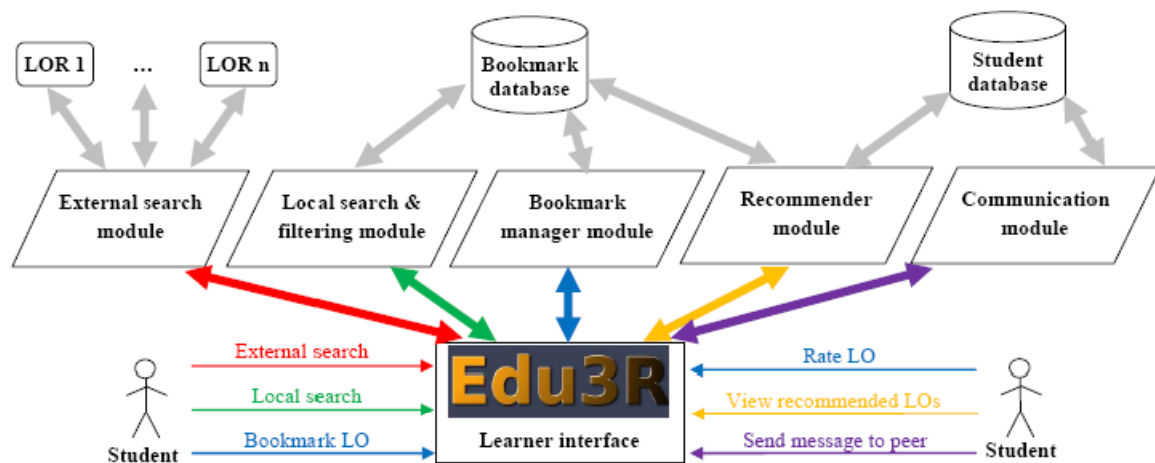 LOR 1
...
LOR n
Bookmark
database
Student
database
External search
module
Local search &
filtering module
Bookmark
manager module
Recommender
module
Communication
module
External search
Local search
Bookmark LO
Student
Edu3R
Learner interface
Rate LO
View recommended LOs
Send message to peer
Student